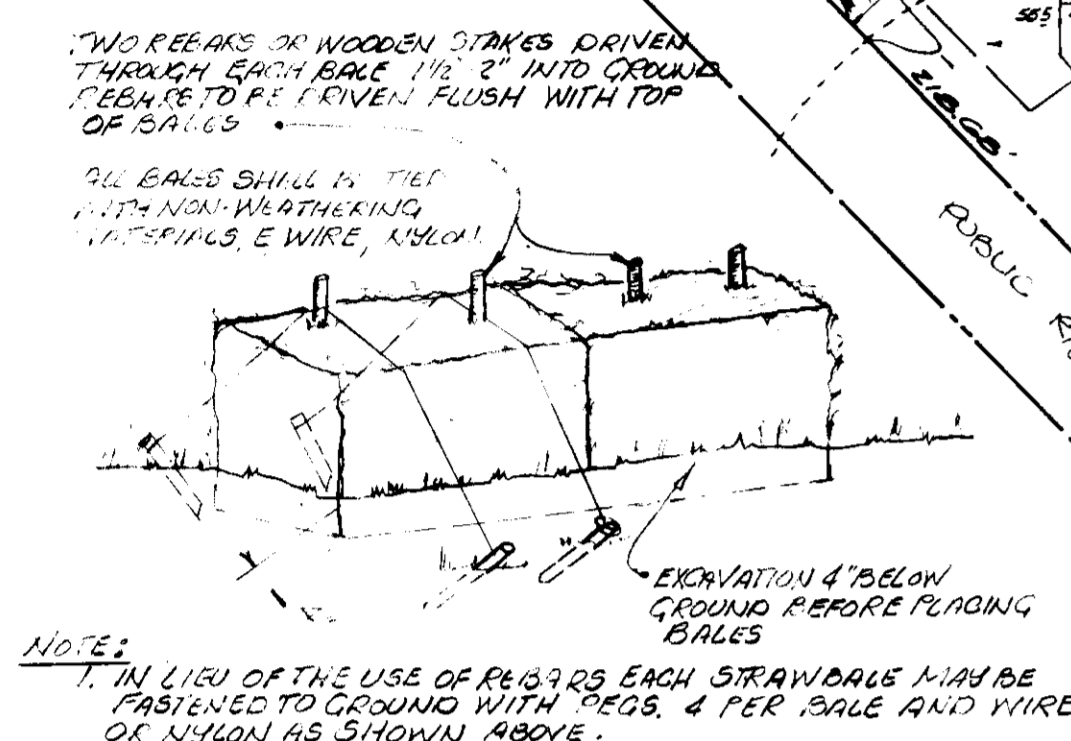 TWO REBARS OR WOODEN STAKES DRIVEN
THROUGH EACH BALE 1½' 2" INTO GROUND
REBARS TO BE DRIVEN FLUSH WITH TOP
OF BALES
ALL BALES SHALL BE TIED
WITH NON-WEATHERING
MATERIALS, E WIRE, NYLON
565
218.68
PUBLIC
EXCAVATION 4" BELOW
GROUND BEFORE PLACING
BALES
NOTE:
1. IN LIEU OF THE USE OF REBARS EACH STRAWBALE MAY BE
FASTENED TO GROUND WITH PEGS. 4 PER BALE AND WIRE
OR NYLON AS SHOWN ABOVE.